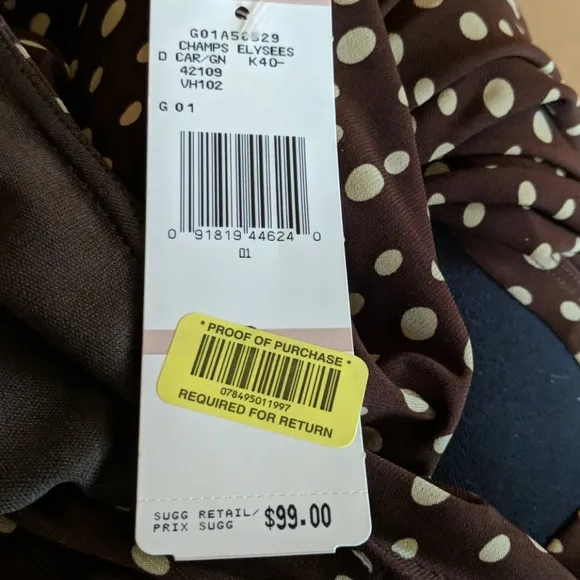 G01A56529
CHAMPS ELYSEES
D CAR/GN K40-
42109
VH102
G 01
0 91819 44624 0
01
* PROOF OF PURCHASE *
078495011997
REQUIRED FOR RETURN
SUGG RETAIL/
PRIX SUGG $99.00